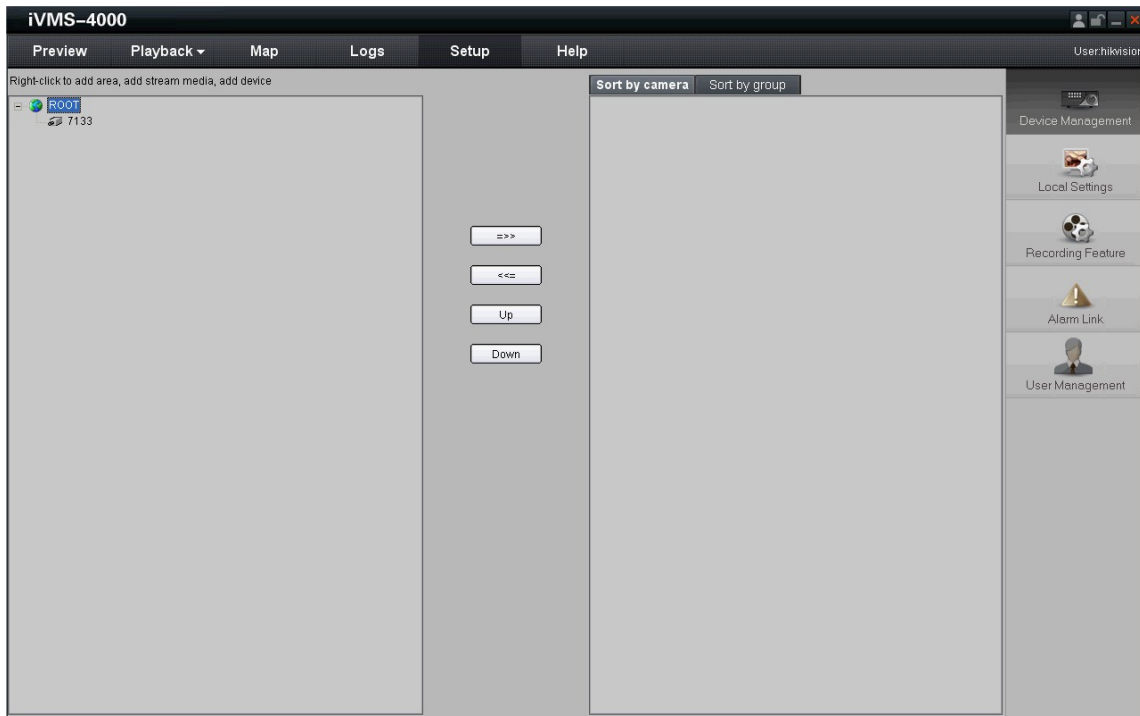 iVMS-4000
Preview Playback Map Logs Setup Help User:hikvision
Right-click to add area, add stream media, add device
ROOT
7133
=>>
<<=
Up
Down
Sort by camera Sort by group
Device Management
Local Settings
Recording Feature
Alarm Link
User Management